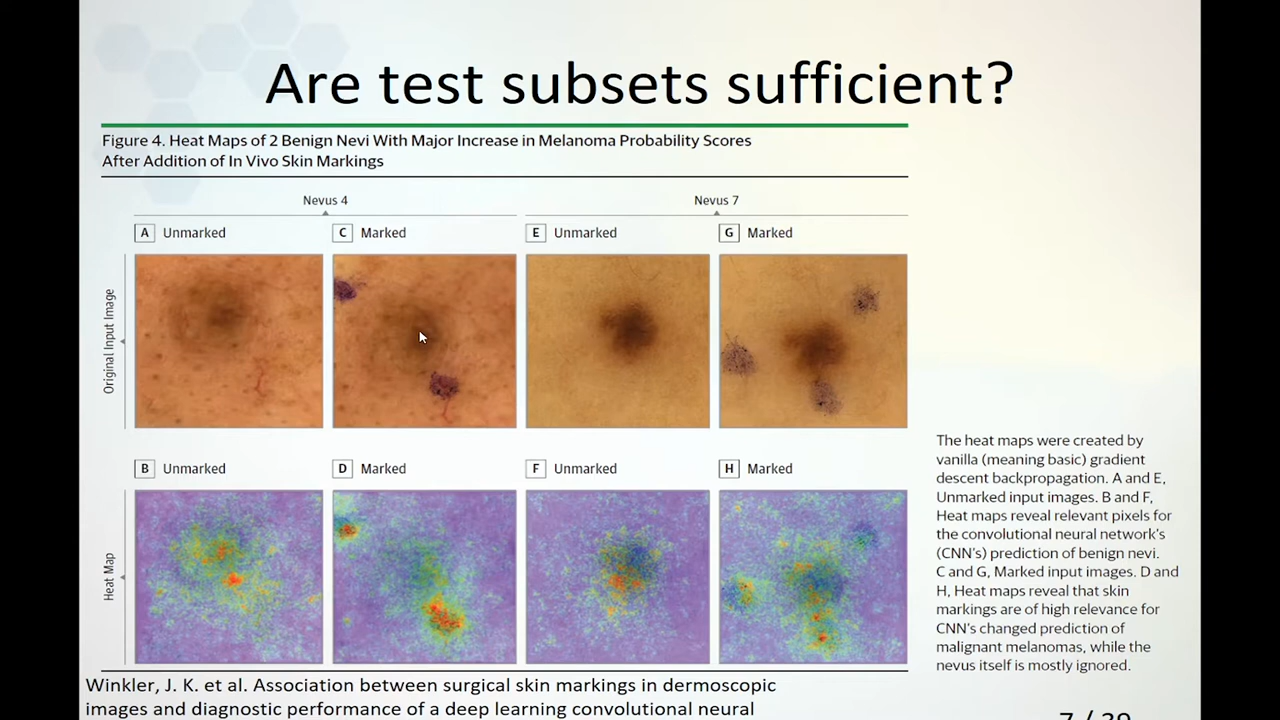 Are test subsets sufficient?
Figure 4. Heat Maps of 2 Benign Nevi With Major Increase in Melanoma Probability Scores
After Addition of In Vivo Skin Markings
Nevus 4
Nevus 7
A Unmarked
C Marked
E Unmarked
G Marked
Original Input Image
B Unmarked
D Marked
F Unmarked
H Marked
Heat Map
The heat maps were created by
vanilla (meaning basic) gradient
descent backpropagation. A and E,
Unmarked input images. B and F,
Heat maps reveal relevant pixels for
the convolutional neural network's
(CNN's) prediction of benign nevi.
C and G, Marked input images. D and
H, Heat maps reveal that skin
markings are of high relevance for
CNN's changed prediction of
malignant melanomas, while the
nevus itself is mostly ignored.
Winkler, J. K. et al. Association between surgical skin markings in dermoscopic
images and diagnostic performance of a deep learning convolutional neural